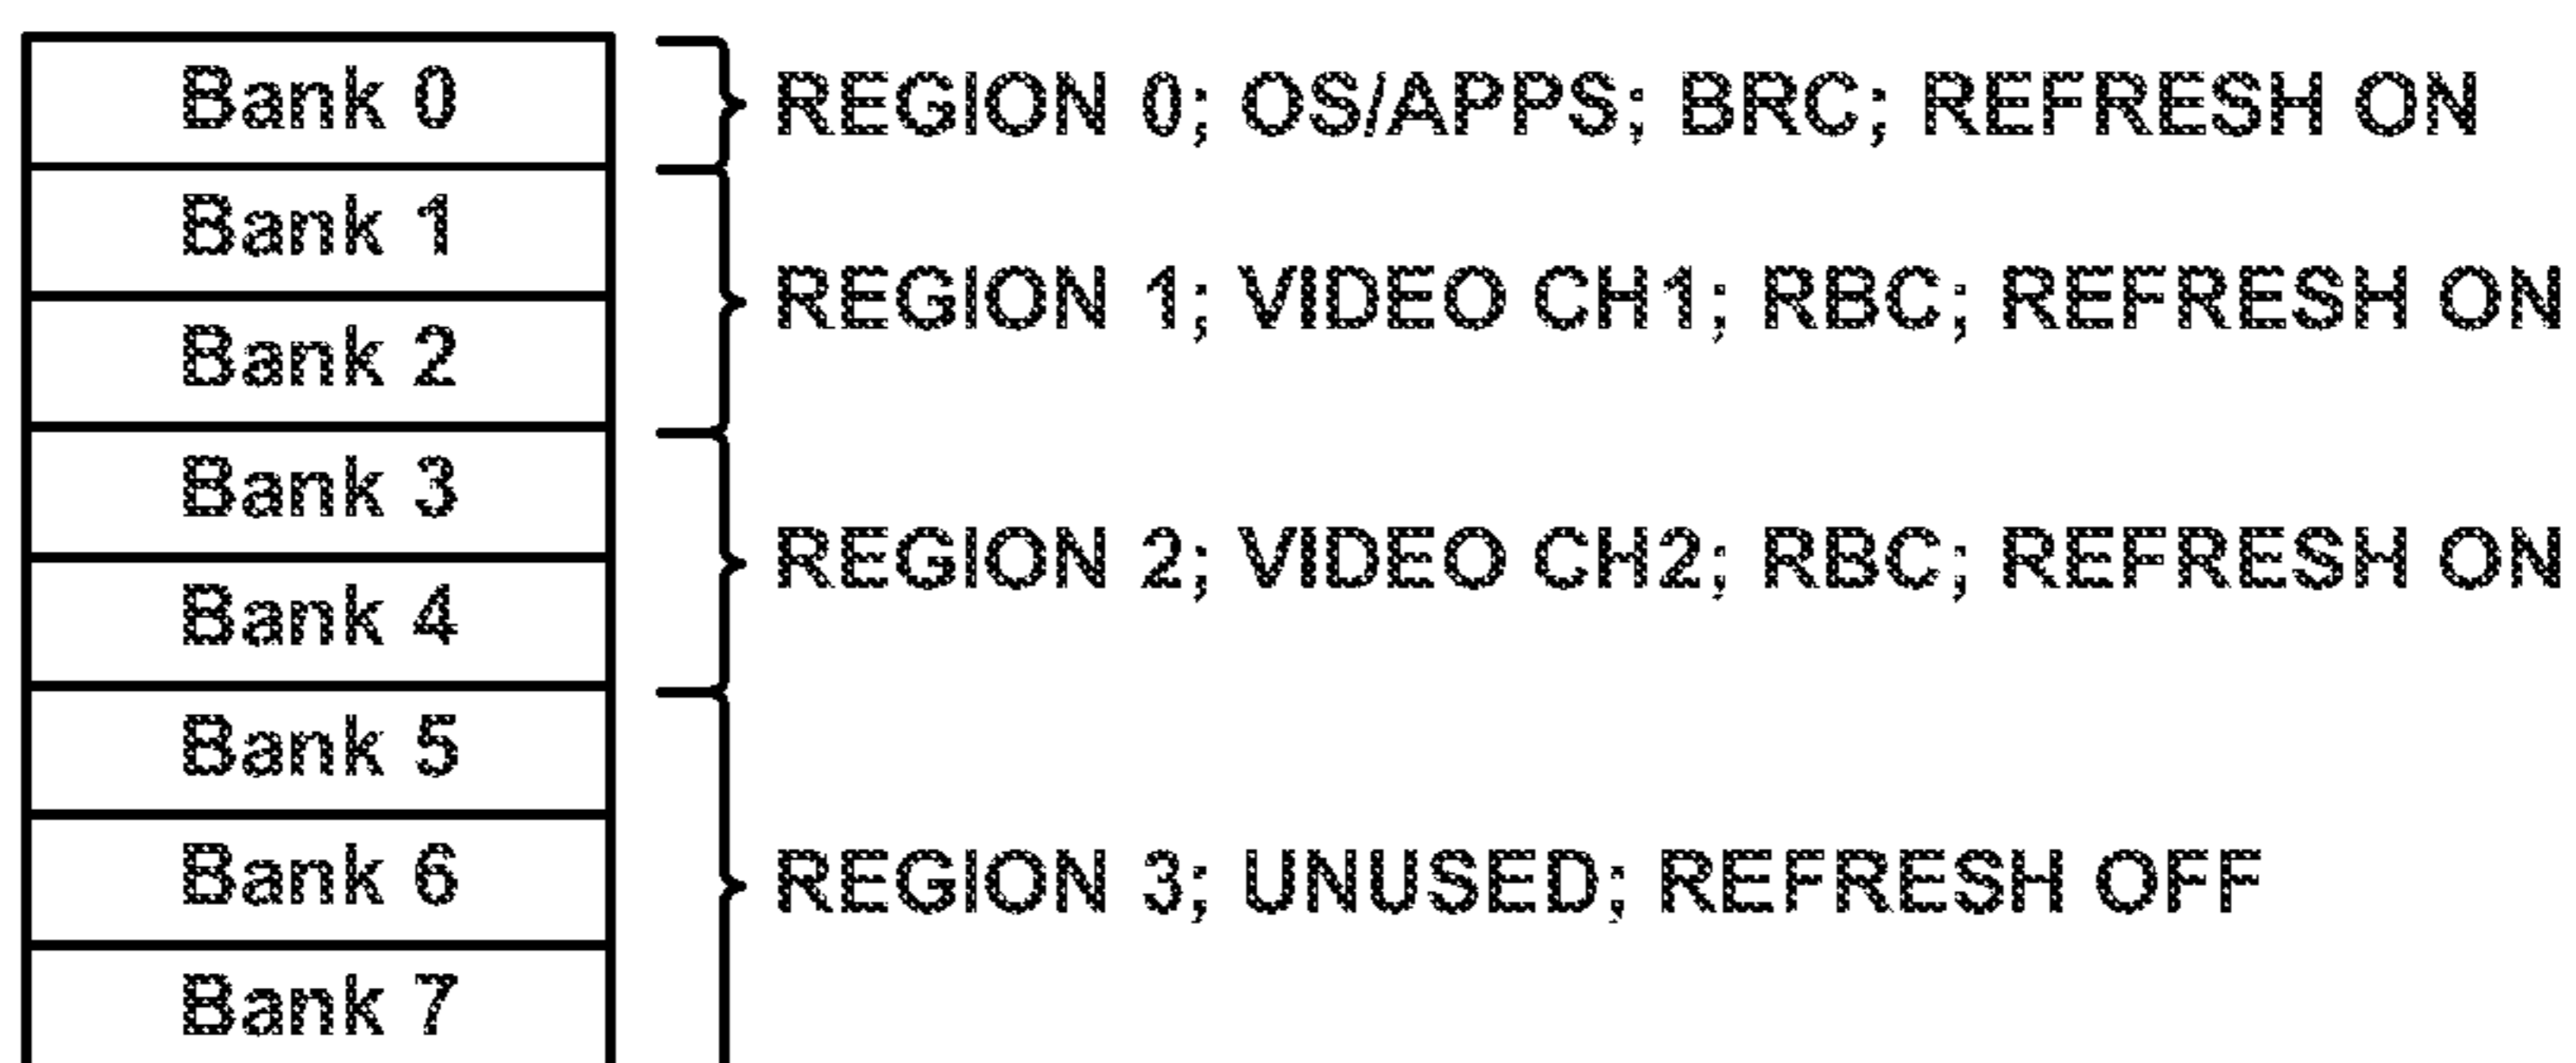 Bank 0
REGION 0; OS/APPS; BRC; REFRESH ON
Bank 1
REGION 1; VIDEO CH1; RBC; REFRESH ON
Bank 2
Bank 3
REGION 2; VIDEO CH2; RBC; REFRESH ON
Bank 4
Bank 5
Bank 6
REGION 3; UNUSED; REFRESH OFF
Bank 7